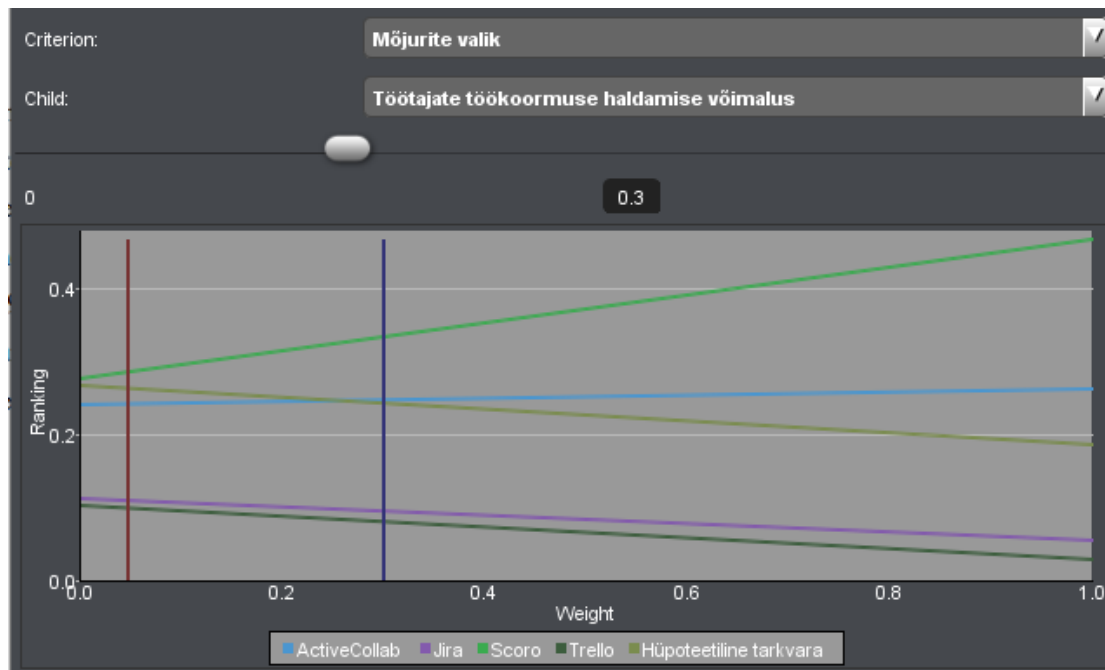 Criterion: Mõjurite valik
Child: Töötajate töökoormuse haldamise võimalus
0 0.3
0.4
Ranking
0.2
0.0
0.0 0.2 0.4 0.6 0.8 1.0
Weight
ActiveCollab Jira Scoro Trello Hüpoteetiline tarkvara